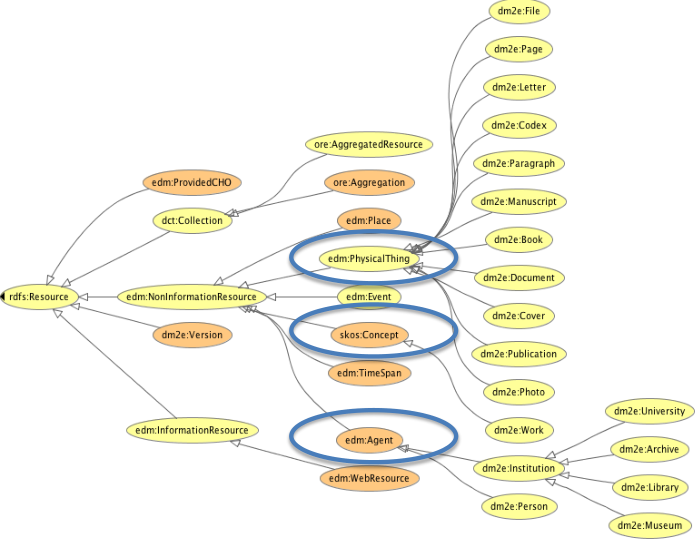 dm2e:File
dm2e:Page
dm2e:Letter
dm2e:Codex
ore:AggregatedResource
dm2e:Paragraph
edm:ProvidedCHO
ore:Aggregation
dm2e:Manuscript
dct:Collection
edm:Place
dm2e:Book
edm:PhysicalThing
dm2e:Document
rdfs:Resource
edm:NonInformationResource
edm:Event
dm2e:Cover
dm2e:Version
skos:Concept
dm2e:Publication
edm:TimeSpan
dm2e:Photo
dm2e:University
edm:InformationResource
dm2e:Work
edm:Agent
dm2e:Archive
dm2e:Institution
edm:WebResource
dm2e:Library
dm2e:Person
dm2e:Museum